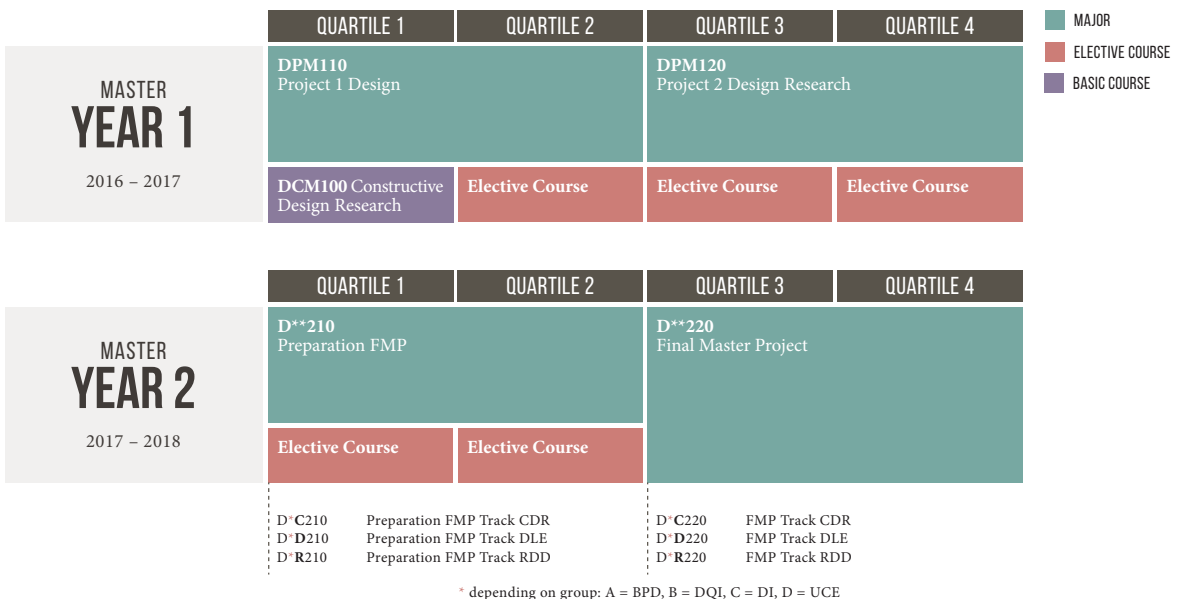 QUARTILE 1 QUARTILE 2 QUARTILE 3 QUARTILE 4
MAJOR
ELECTIVE COURSE
BASIC COURSE
MASTER
YEAR 1
2016 – 2017
DPM110
Project 1 Design
DPM120
Project 2 Design Research
DCM100 Constructive
Design Research
Elective Course
Elective Course
Elective Course
QUARTILE 1 QUARTILE 2 QUARTILE 3 QUARTILE 4
MASTER
YEAR 2
2017 – 2018
D**210
Preparation FMP
D**220
Final Master Project
Elective Course
Elective Course
D*C210 Preparation FMP Track CDR
D*D210 Preparation FMP Track DLE
D*R210 Preparation FMP Track RDD
D*C220 FMP Track CDR
D*D220 FMP Track DLE
D*R220 FMP Track RDD
* depending on group: A = BPD, B = DQI, C = DI, D = UCE